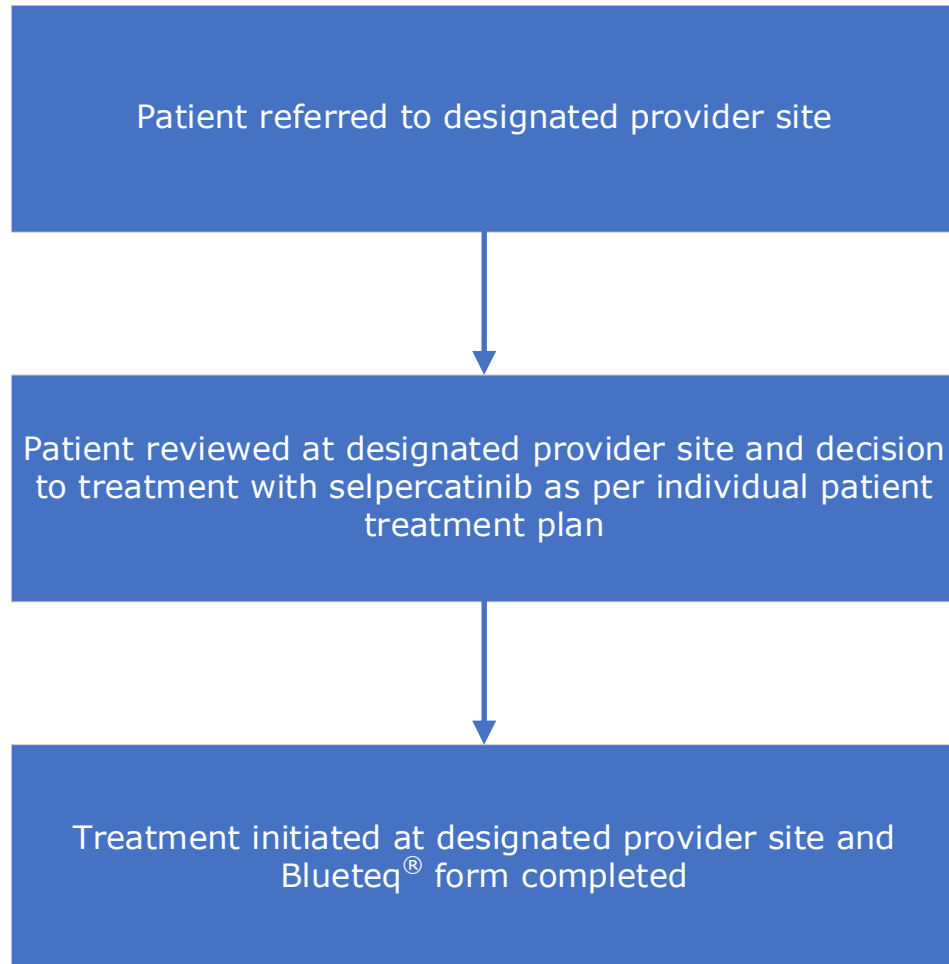 Patient referred to designated provider site
Patient reviewed at designated provider site and decision
to treatment with selpercatinib as per individual patient
treatment plan
Treatment initiated at designated provider site and
Blueteq® form completed